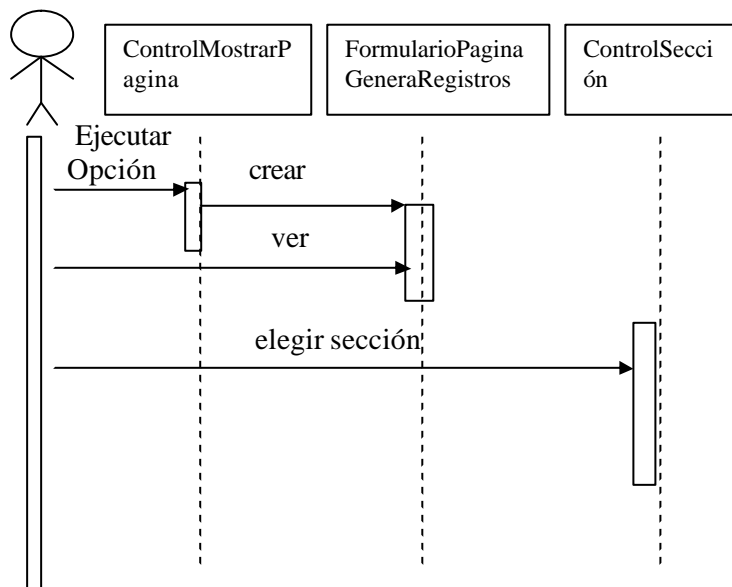 ControlMostrarP
agina
FormularioPagina
GeneraRegistros
ControlSecci
ón
Ejecutar
Opción
crear
ver
elegir sección